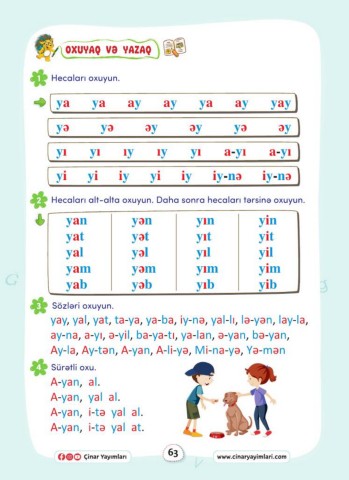 OXUYAQ VƏ YAZAQ
1 Hecaları oxuyun.
ya ya ay ay ya ay yay
yə yə əy əy yə əy
yı yı ıy ıy yı a-yı a-yı
yi yi iy yi iy iy-nə iy-nə
2 Hecaları alt-alta oxuyun. Daha sonra hecaları tərsinə oxuyun.
yan yən yın yin
yat yət yıt yit
yal yəl yıl yil
yam yəm yım yim
yab yəb yıb yib
3 Sözləri oxuyun.
yay, yal, yat, ta-ya, ya-ba, iy-nə, yal-lı, lə-yən, lay-la,
ay-na, a-yı, ə-yil, ba-ya-tı, ya-lan, ə-yan, bə-yan,
Ay-la, Ay-tən, A-yan, A-li-yə, Mi-na-yə, Yə-mən
4 Sürətli oxu.
A-yan, al.
A-yan, yal al.
A-yan, i-tə yal al.
A-yan, i-tə yal at.
Çinar Yayımları 63 www.cinaryayimlari.com